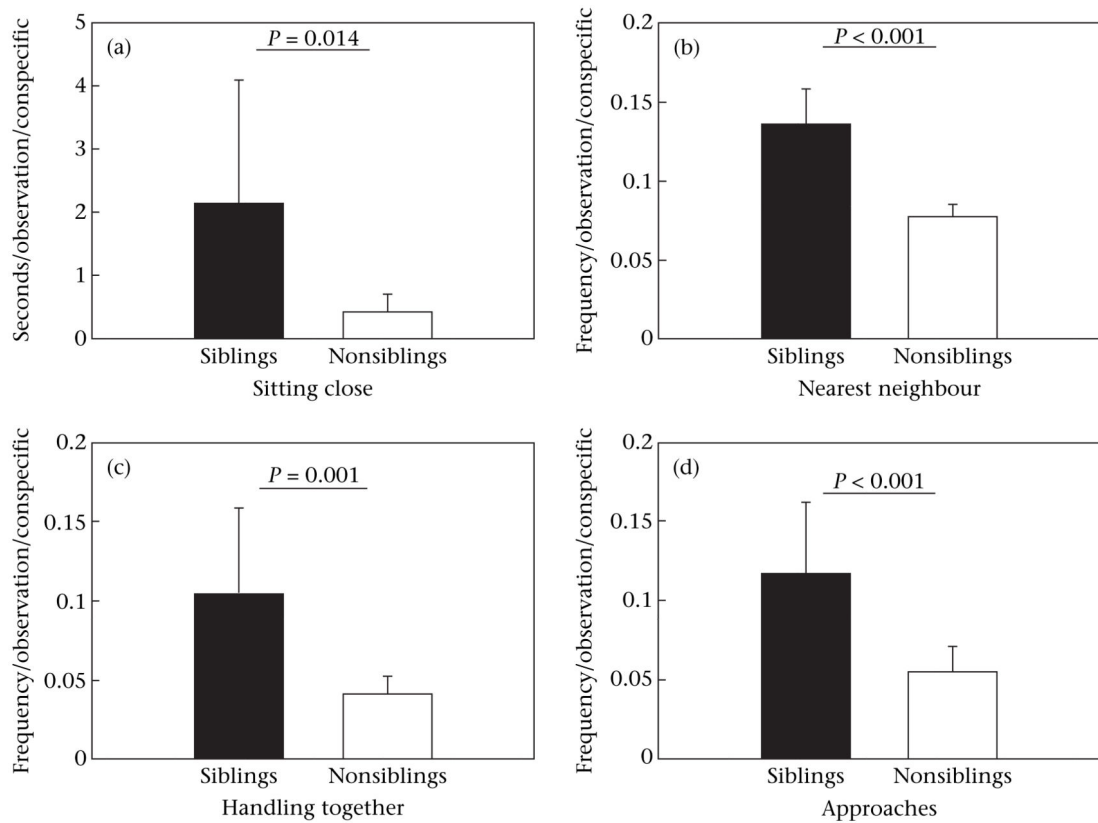 (a)
P = 0.014
Seconds/observation/conspecific
5
4
3
2
1
0
Siblings Nonsiblings
Sitting close
(b)
P < 0.001
Frequency/observation/conspecific
0.2
0.15
0.1
0.05
0
Siblings Nonsiblings
Nearest neighbour
(c)
P = 0.001
Frequency/observation/conspecific
0.2
0.15
0.1
0.05
0
Siblings Nonsiblings
Handling together
(d)
P < 0.001
Frequency/observation/conspecific
0.2
0.15
0.1
0.05
0
Siblings Nonsiblings
Approaches